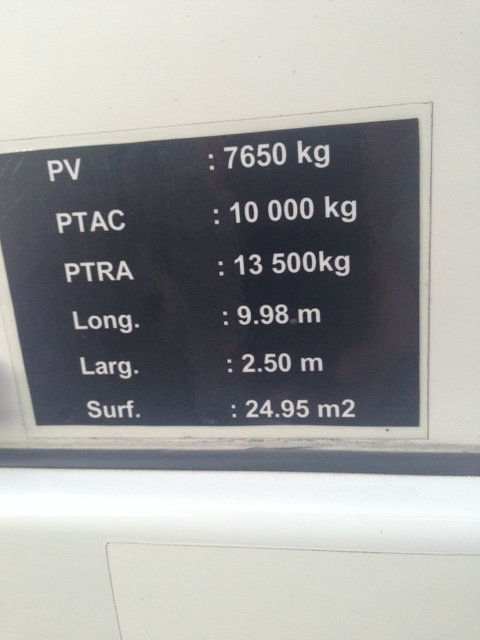 PV : 7650 kg
PTAC : 10 000 kg
PTRA : 13 500kg
Long. : 9.98 m
Larg. : 2.50 m
Surf. : 24.95 m2